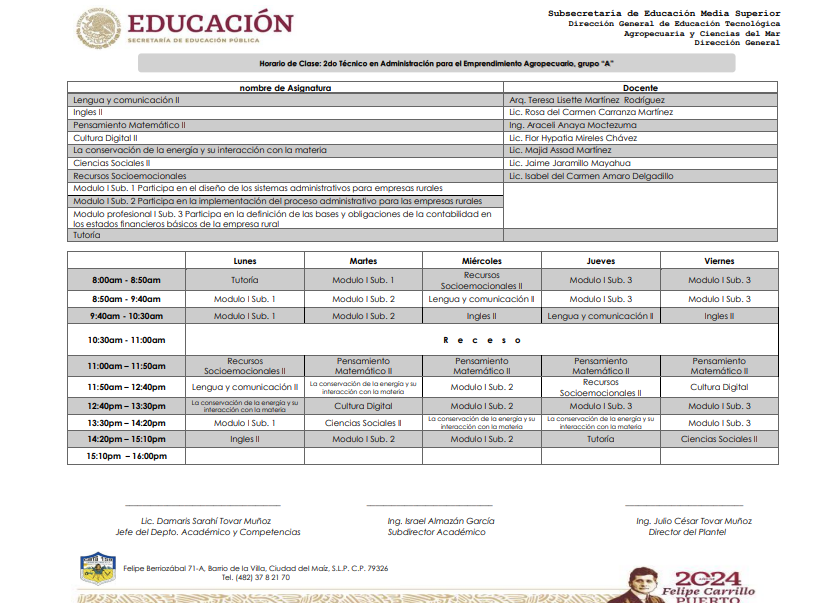 EDUCACIÓN
SECRETARÍA DE EDUCACIÓN PÚBLICA
Subsecretaría de Educación Media Superior
Dirección General de Educación Tecnológica
Agropecuaria y Ciencias del Mar
Dirección General
Horario de Clase: 2do Técnico en Administración para el Emprendimiento Agropecuario, grupo "A"
nombre de Asignatura Docente
Lengua y comunicación II Arq. Teresa Lisette Martínez Rodríguez
Ingles II Lic. Rosa del Carmen Carranza Martínez
Pensamiento Matemático II Ing. Araceli Anaya Moctezuma
Cultura Digital II Lic. Flor Hypatia Mireles Chávez
La conservación de la energía y su interacción con la materia Lic. Majid Assad Martínez
Ciencias Sociales II Lic. Jaime Jaramillo Mayahua
Recursos Socioemocionales Lic. Isabel del Carmen Amaro Delgadillo
Modulo I Sub. 1 Participa en el diseño de los sistemas administrativos para empresas rurales
Modulo I Sub. 2 Participa en la implementación del proceso administrativo para las empresas rurales
Modulo profesional I Sub. 3 Participa en la definición de las bases y obligaciones de la contabilidad en
los estados financieros básicos de la empresa rural
Tutoría
Lunes Martes Miércoles Jueves Viernes
8:00am - 8:50am Tutoría Modulo I Sub. 1 Recursos Socioemocionales II Modulo I Sub. 3 Modulo I Sub. 3
8:50am - 9:40am Modulo I Sub. 1 Modulo I Sub. 2 Lengua y comunicación II Modulo I Sub. 3 Modulo I Sub. 3
9:40am - 10:30am Modulo I Sub. 1 Modulo I Sub. 2 Ingles II Lengua y comunicación II Ingles II
10:30am - 11:00am R e c e s o
11:00am – 11:50am Recursos Socioemocionales II Pensamiento Matemático II Pensamiento Matemático II Pensamiento Matemático II Pensamiento Matemático II
11:50am – 12:40pm Lengua y comunicación II La conservación de la energía y su interacción con la materia Modulo I Sub. 2 Recursos Socioemocionales II Cultura Digital
12:40pm – 13:30pm La conservación de la energía y su interacción con la materia Cultura Digital Modulo I Sub. 2 Modulo I Sub. 3 Modulo I Sub. 3
13:30pm – 14:20pm Modulo I Sub. 1 Ciencias Sociales II La conservación de la energía y su interacción con la materia La conservación de la energía y su interacción con la materia Modulo I Sub. 3
14:20pm – 15:10pm Ingles II Modulo I Sub. 2 Modulo I Sub. 2 Tutoría Ciencias Sociales II
15:10pm – 16:00pm
Lic. Damaris Sarahí Tovar Muñoz Ing. Israel Almazán García Ing. Julio César Tovar Muñoz
Jefe del Depto. Académico y Competencias Subdirector Académico Director del Plantel
Felipe Berriozábal 71-A, Barrio de la Villa, Ciudad del Maíz, S.L.P. C.P. 79326
Tel. (482) 37 8 21 70
2024
Felipe Carrillo
PUERTO